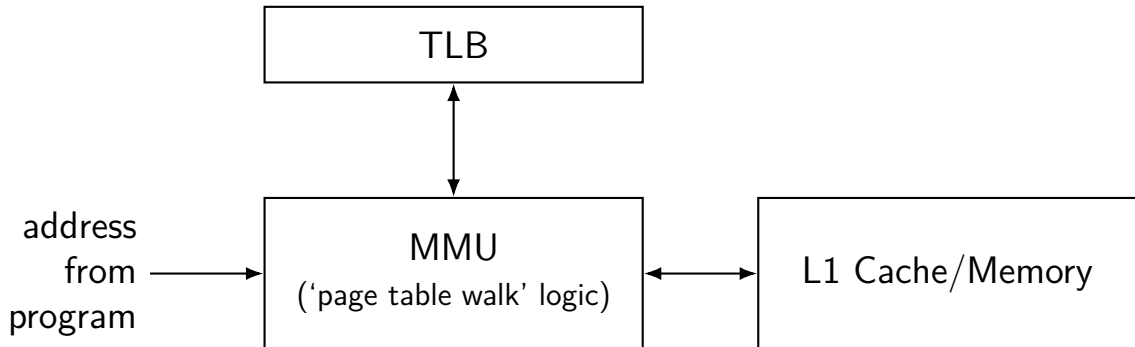 TLB
address
from
program
MMU
(‘page table walk’ logic)
L1 Cache/Memory